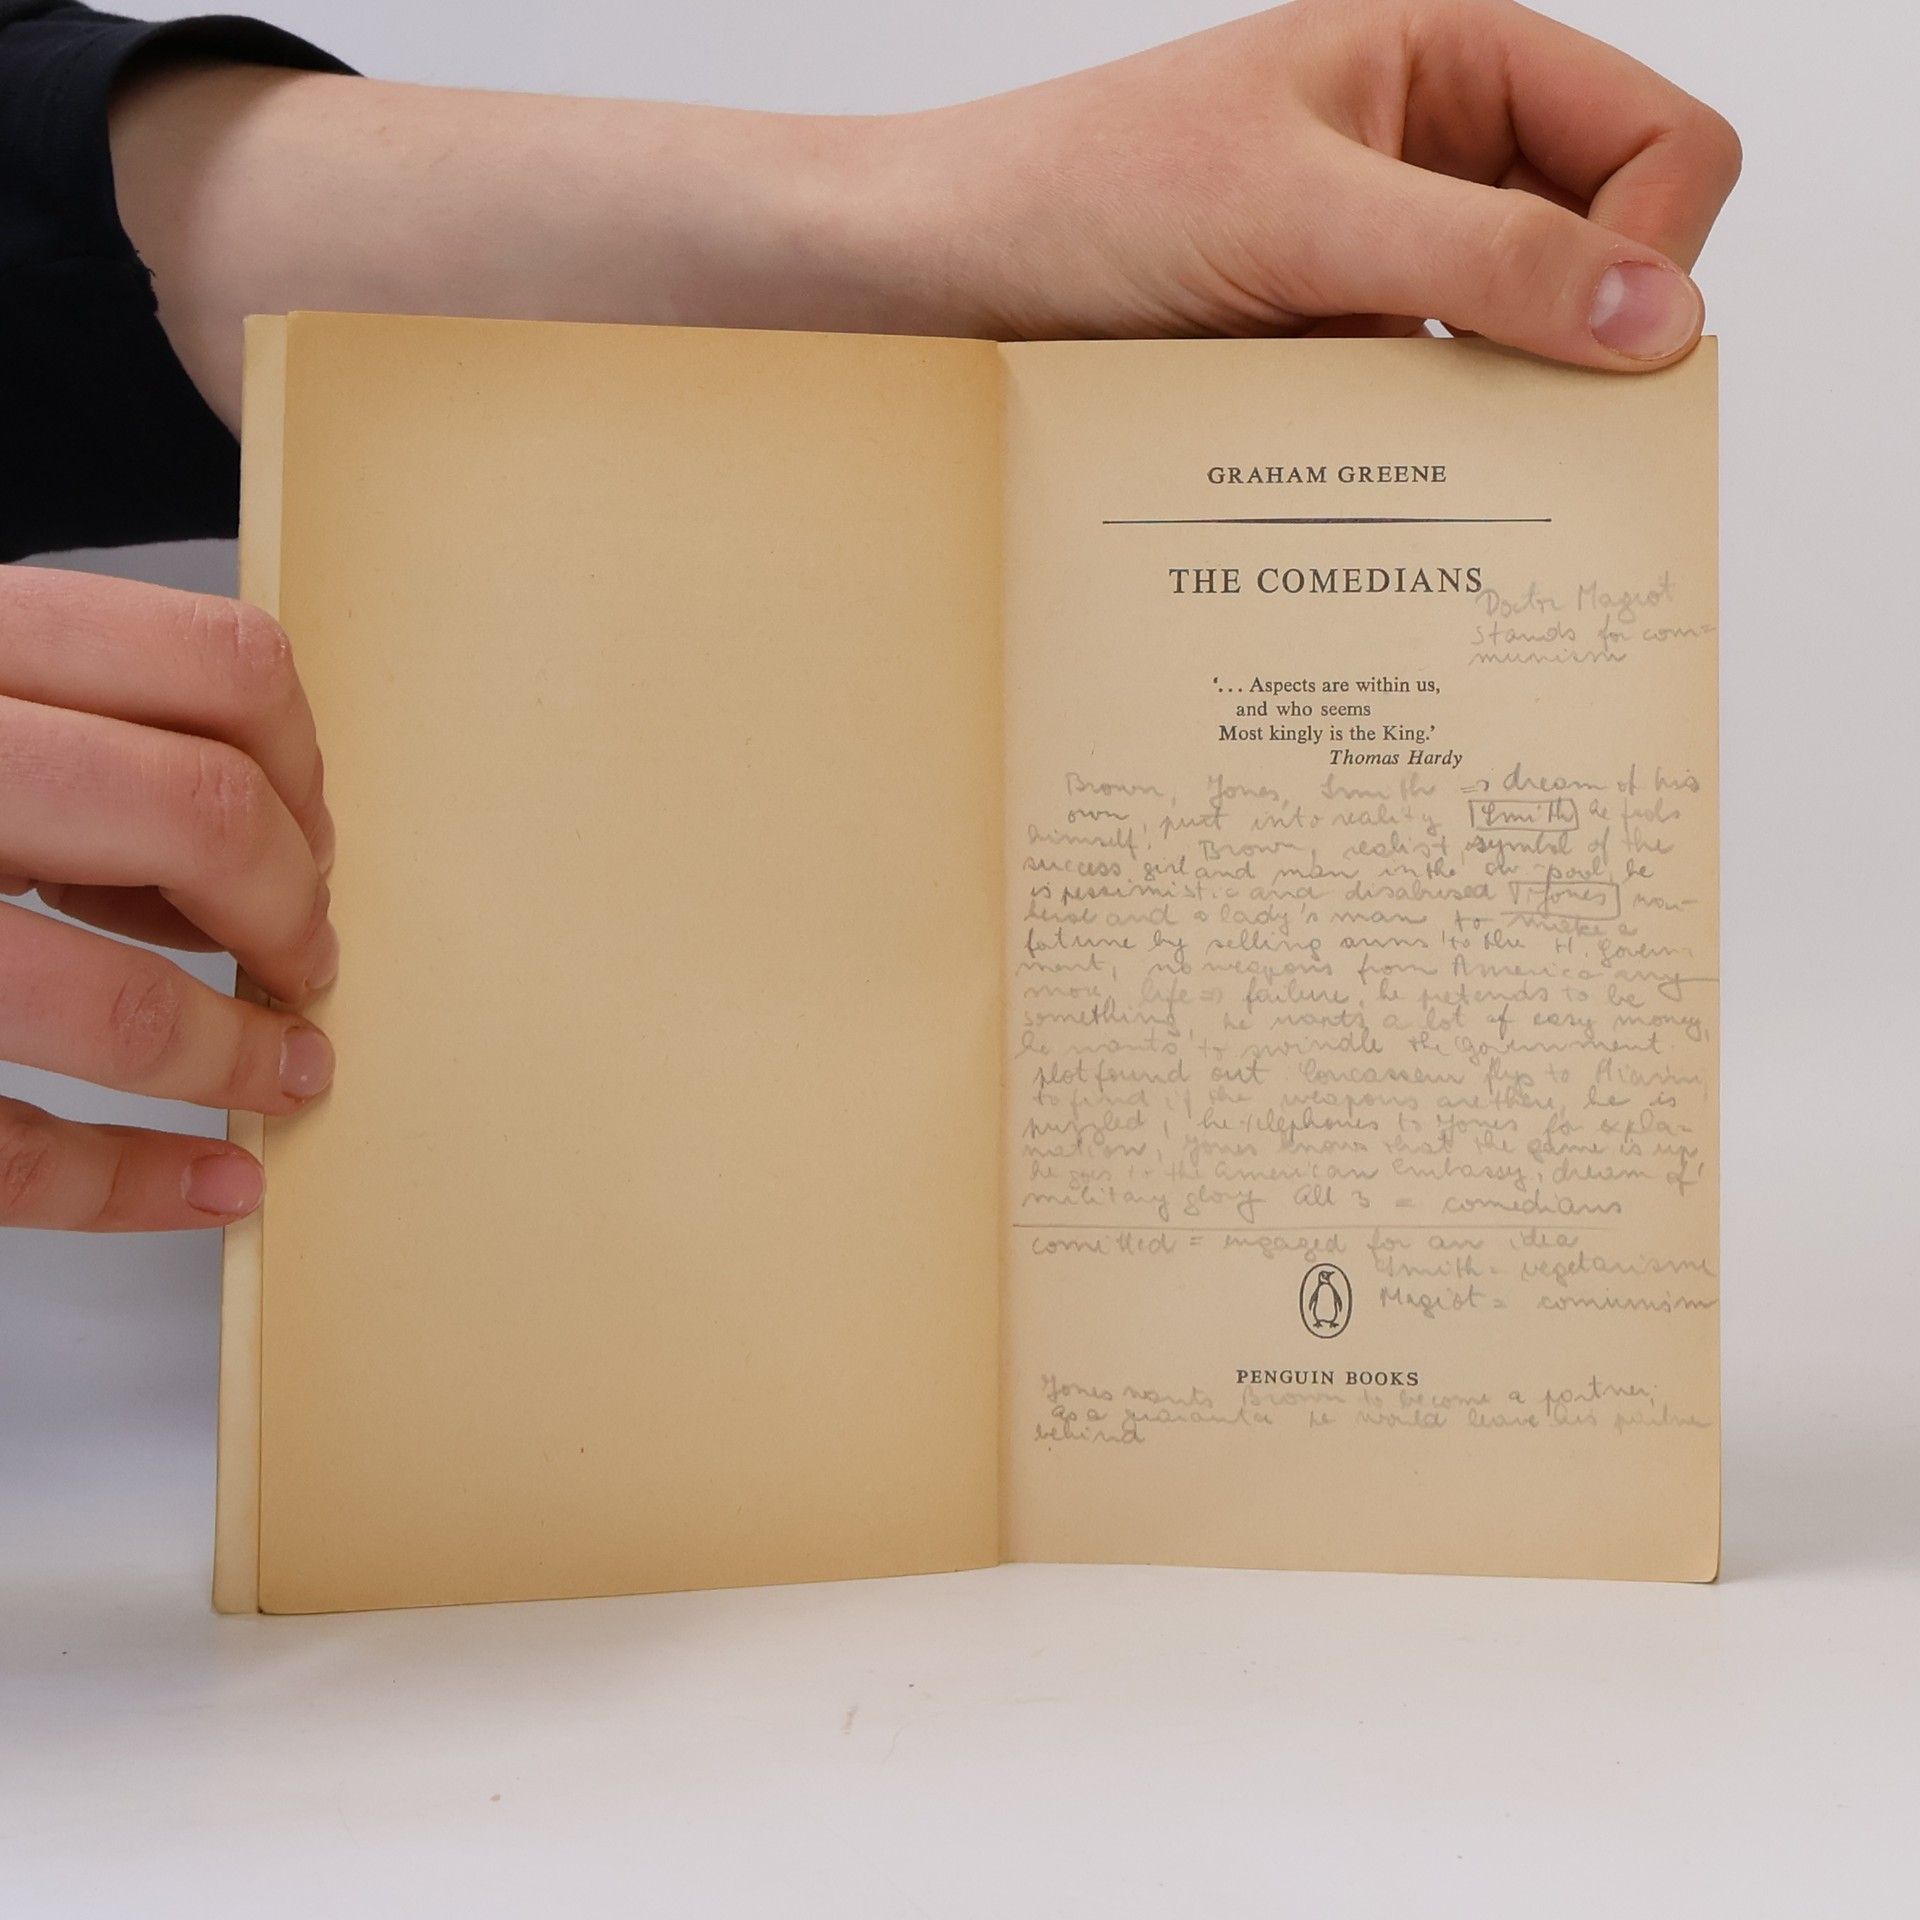 GRAHAM GREENE
THE COMEDIANS
Doctor Magiot
stands for com=
munism
'... Aspects are within us,
and who seems
Most kingly is the King.'
Thomas Hardy
Brown, Jones, Smith => dream of his
own, put into reality Smith he fools
himself, Brown, realist, symbol of the
success girl and man in the pool, he
is pessimistic and disabused Jones
and a lady's man to make a
fortune by selling arms to the H. Govern
ment, no weapons from America any
more, life => failure, he pretends to be
something, he wants a lot of easy money,
he wants to swindle the Government.
plot found out Concasseur flys to Miami,
to find if the weapons are there, he is
puzzled, he telephones to Jones for expla=
nation, Jones knows that the game is up,
he goes to the American Embassy, dream of
military glory All 3 = comedians
comitted = engaged for an idea
Smith = vegetarisme
Magiot = comunism
PENGUIN BOOKS
Jones wants Brown to become a partner,
as a he would leave his partner
behind